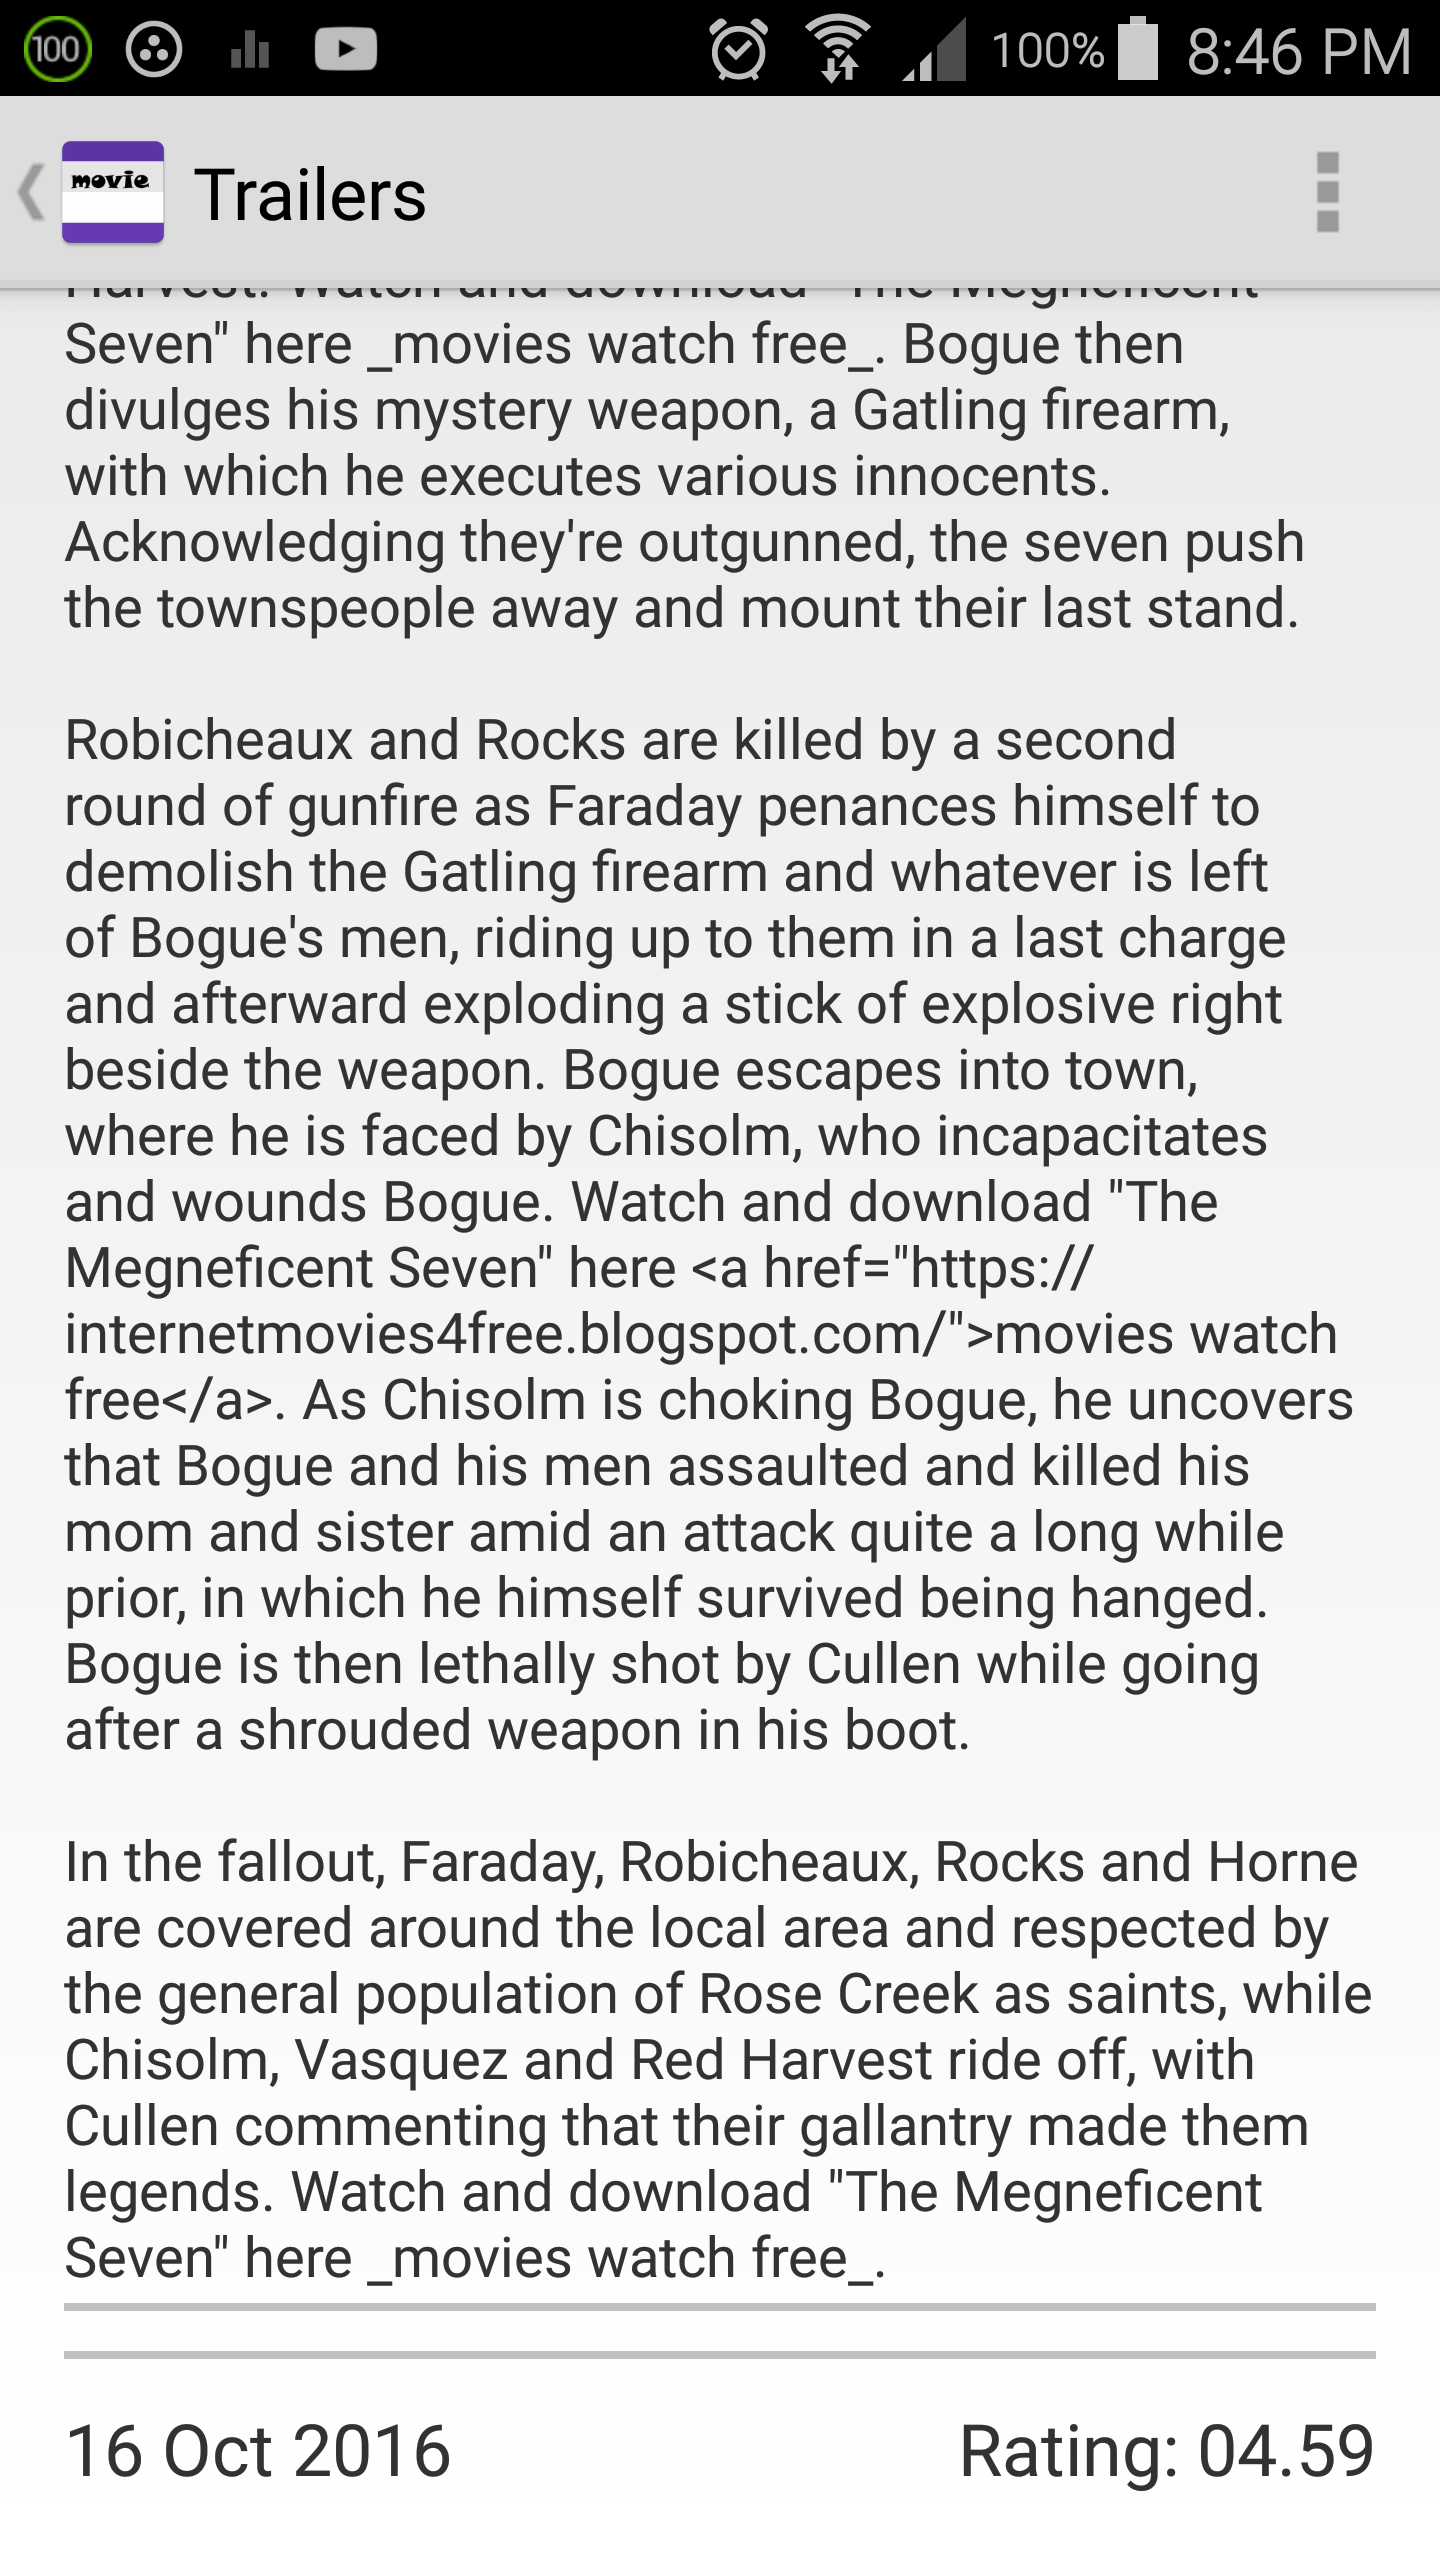 100
100%
8:46 PM
movie
Trailers
Harvest. Watch and download "The Megneficent
Seven" here _movies watch free_. Bogue then
divulges his mystery weapon, a Gatling firearm,
with which he executes various innocents.
Acknowledging they're outgunned, the seven push
the townspeople away and mount their last stand.
Robicheaux and Rocks are killed by a second
round of gunfire as Faraday penances himself to
demolish the Gatling firearm and whatever is left
of Bogue's men, riding up to them in a last charge
and afterward exploding a stick of explosive right
beside the weapon. Bogue escapes into town,
where he is faced by Chisolm, who incapacitates
and wounds Bogue. Watch and download "The
Megneficent Seven" here <a href="https://
internetmovies4free.blogspot.com/">movies watch
free</a>. As Chisolm is choking Bogue, he uncovers
that Bogue and his men assaulted and killed his
mom and sister amid an attack quite a long while
prior, in which he himself survived being hanged.
Bogue is then lethally shot by Cullen while going
after a shrouded weapon in his boot.
In the fallout, Faraday, Robicheaux, Rocks and Horne
are covered around the local area and respected by
the general population of Rose Creek as saints, while
Chisolm, Vasquez and Red Harvest ride off, with
Cullen commenting that their gallantry made them
legends. Watch and download "The Megneficent
Seven" here _movies watch free_.
16 Oct 2016
Rating: 04.59